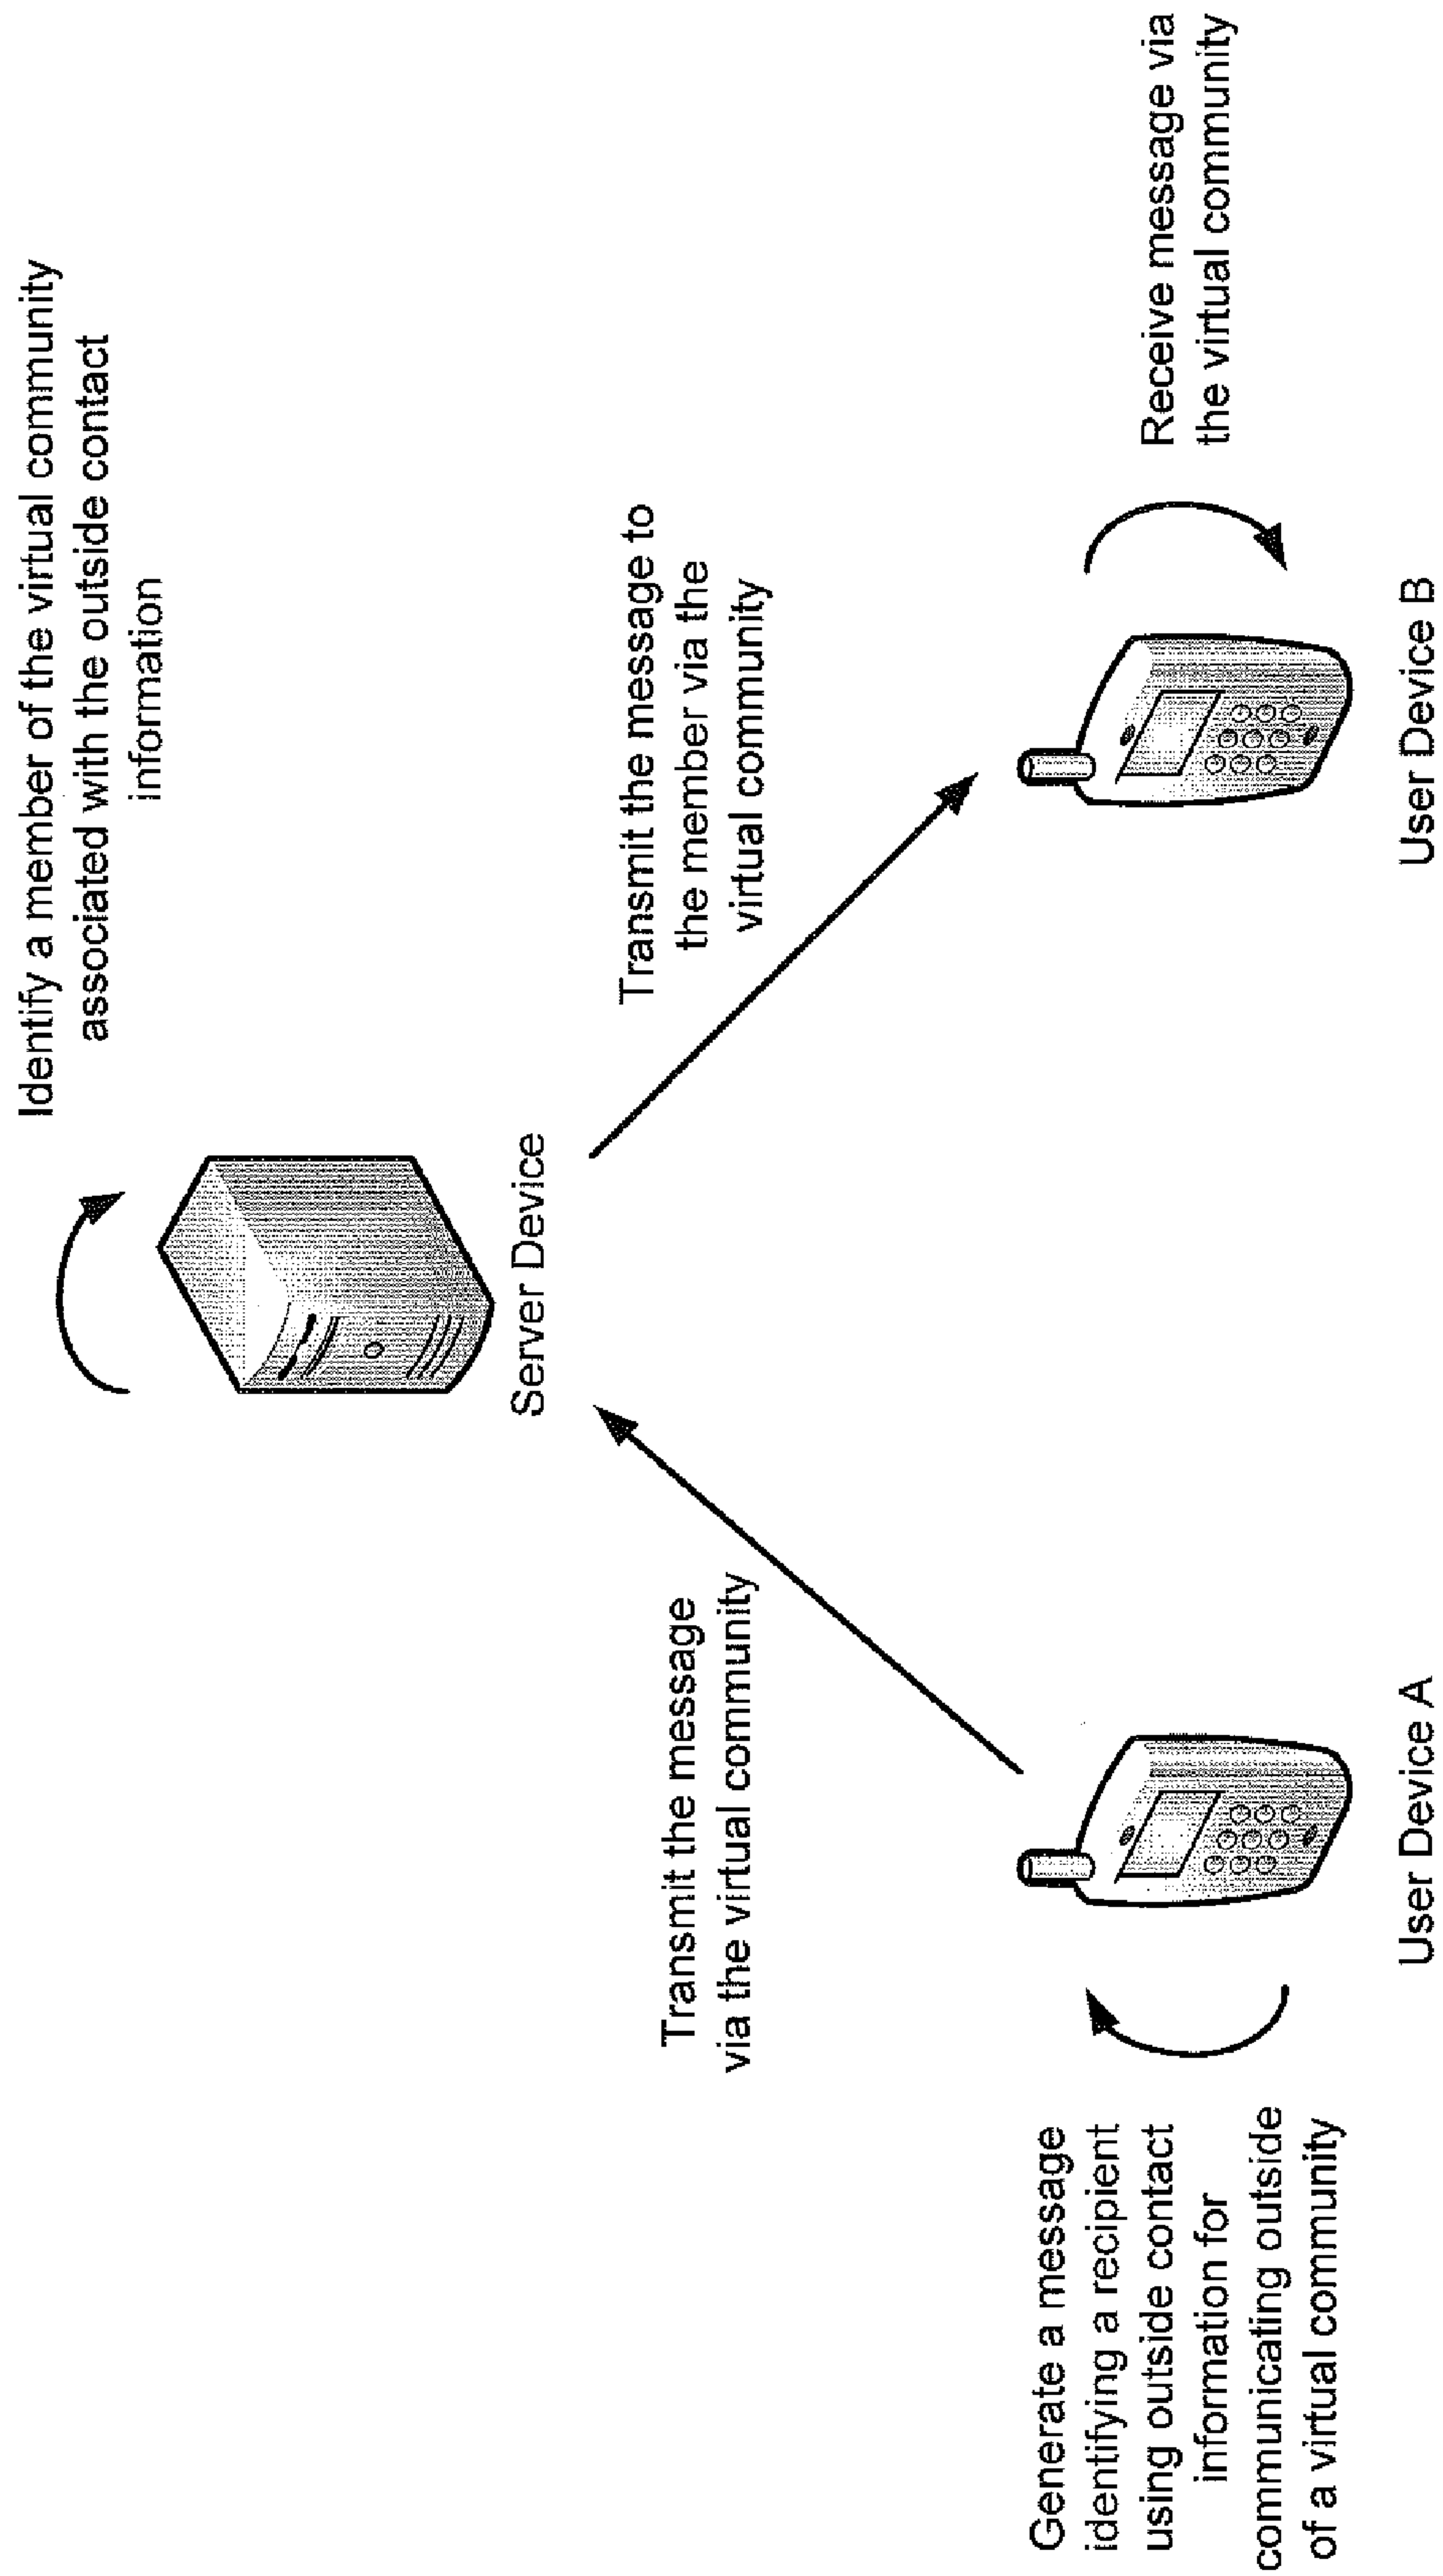 Identify a member of the virtual community
associated with the outside contact
information
Server Device
Transmit the message
via the virtual community
Transmit the message to
the member via the
virtual community
Generate a message
identifying a recipient
using outside contact
information for
communicating outside
of a virtual community
User Device A
Receive message via
the virtual community
User Device B